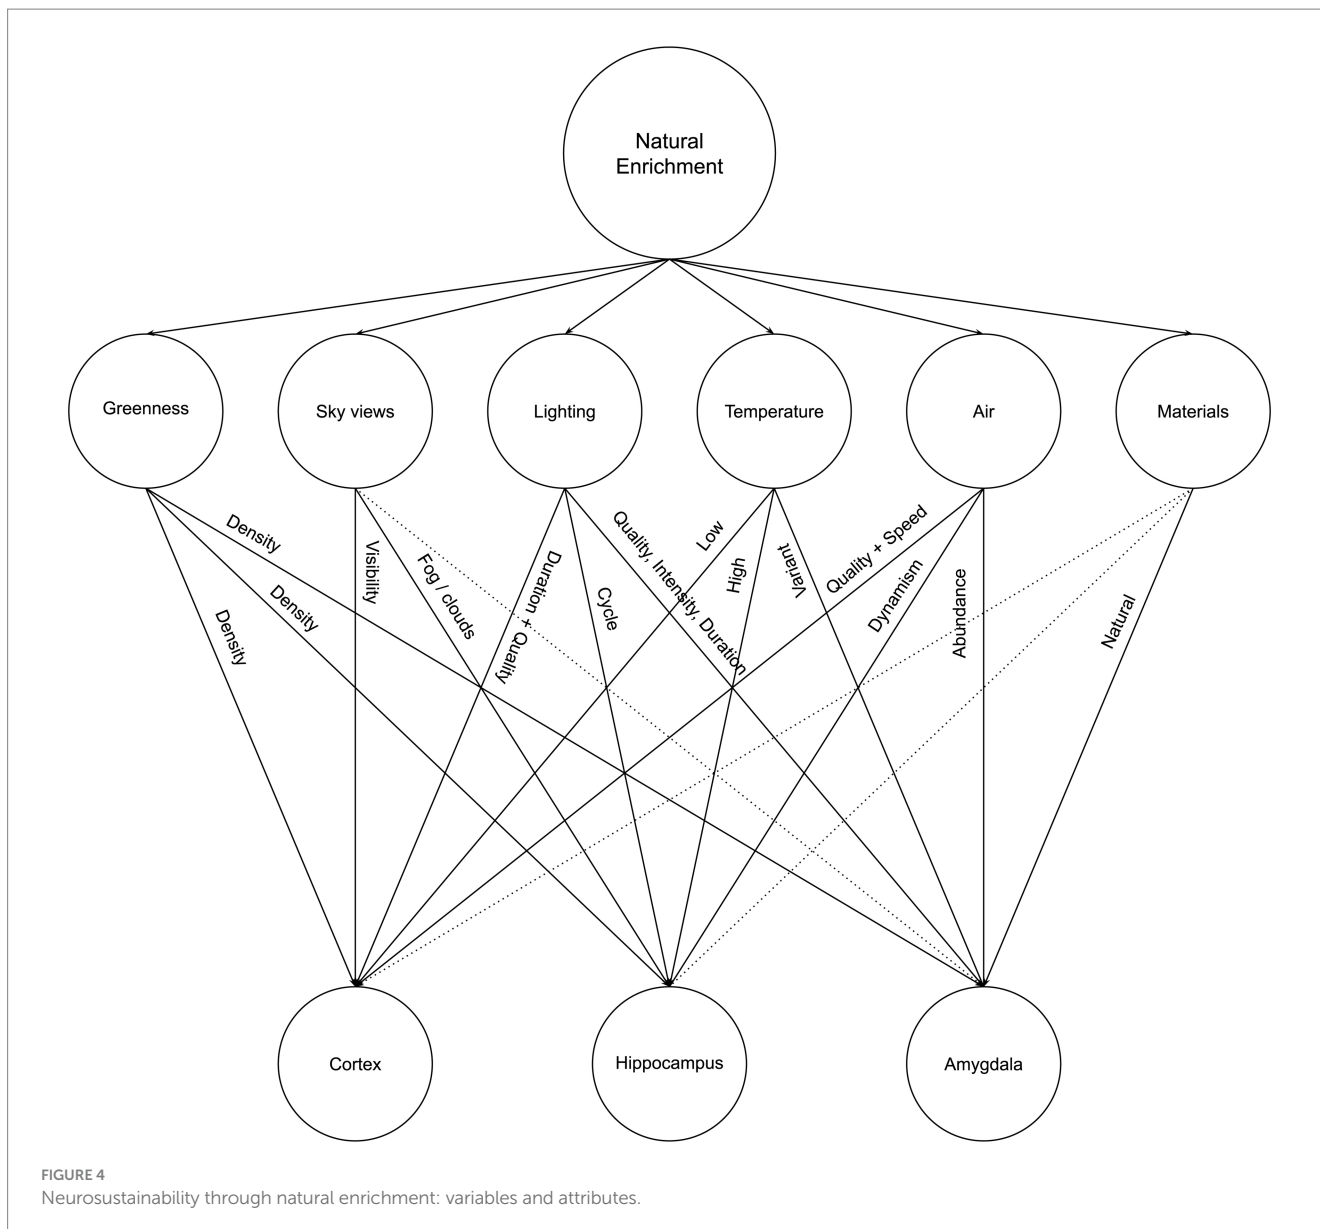 Natural
Enrichment
Greenness
Sky views
Lighting
Temperature
Air
Materials
Density
Density
Density
Visibility
Fog / clouds
Duration + Quality
Cycle
Quality, Intensity, Duration
Low
High
Variant
Quality + Speed
Dynamism
Abundance
Natural
Cortex
Hippocampus
Amygdala
FIGURE 4
Neurosustainability through natural enrichment: variables and attributes.